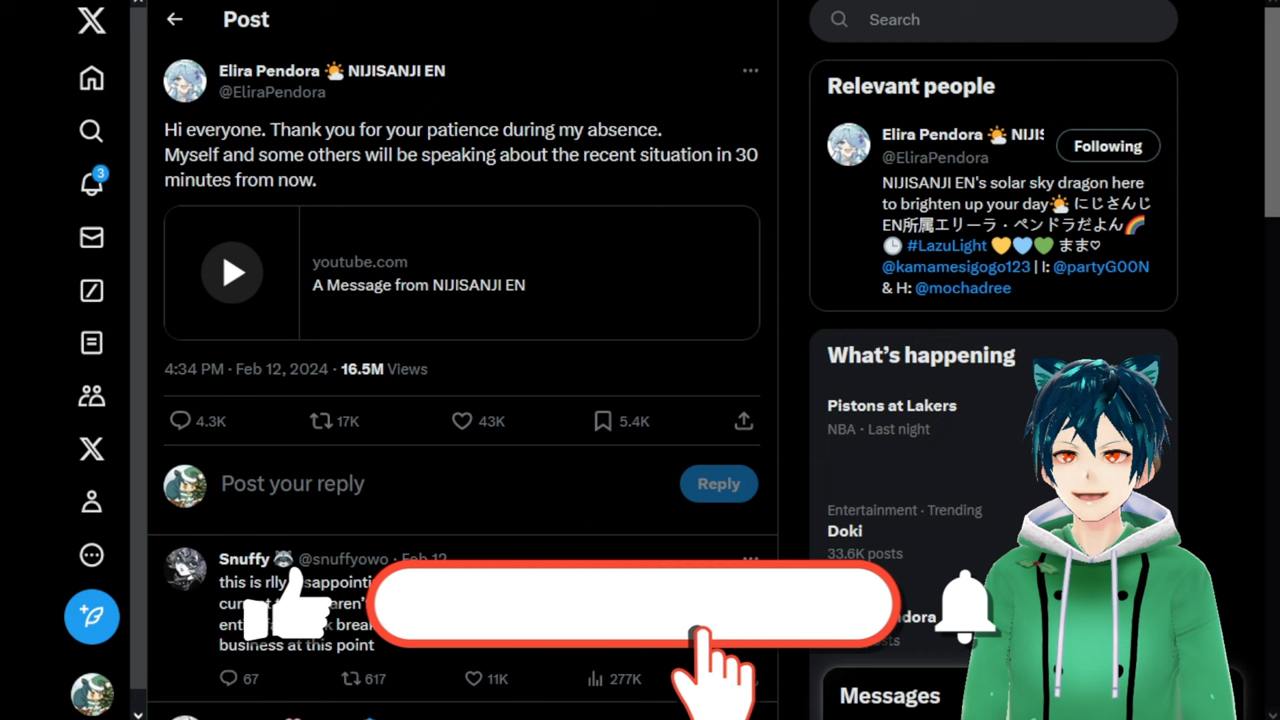 Post
Elira Pendora ☀️ NIJISANJI EN
@EliraPendora
Hi everyone. Thank you for your patience during my absence.
Myself and some others will be speaking about the recent situation in 30
minutes from now.
youtube.com
A Message from NIJISANJI EN
4:34 PM · Feb 12, 2024 · 16.5M Views
4.3K 17K 43K 5.4K
Post your reply
Reply
Snuffy 🦝 @snuffyowo · Feb 12
this is rlly
business at this point
67 617 11K 277K
3
Search
Relevant people
Elira Pendora 🌤️ NIJIS
@EliraPendora
Following
NIJISANJI EN's solar sky dragon here
to brighten up your day🌤️ にじさんじ
EN所属エリーラ・ペンドラだよん🌈
🕒 #LazuLight 💛💙💚 まま♡
@kamamesigogo123 | l: @partyG00N
& H: @mochadree
What's happening
Pistons at Lakers
NBA · Last night
Entertainment · Trending
Doki
33.6K posts
Messages